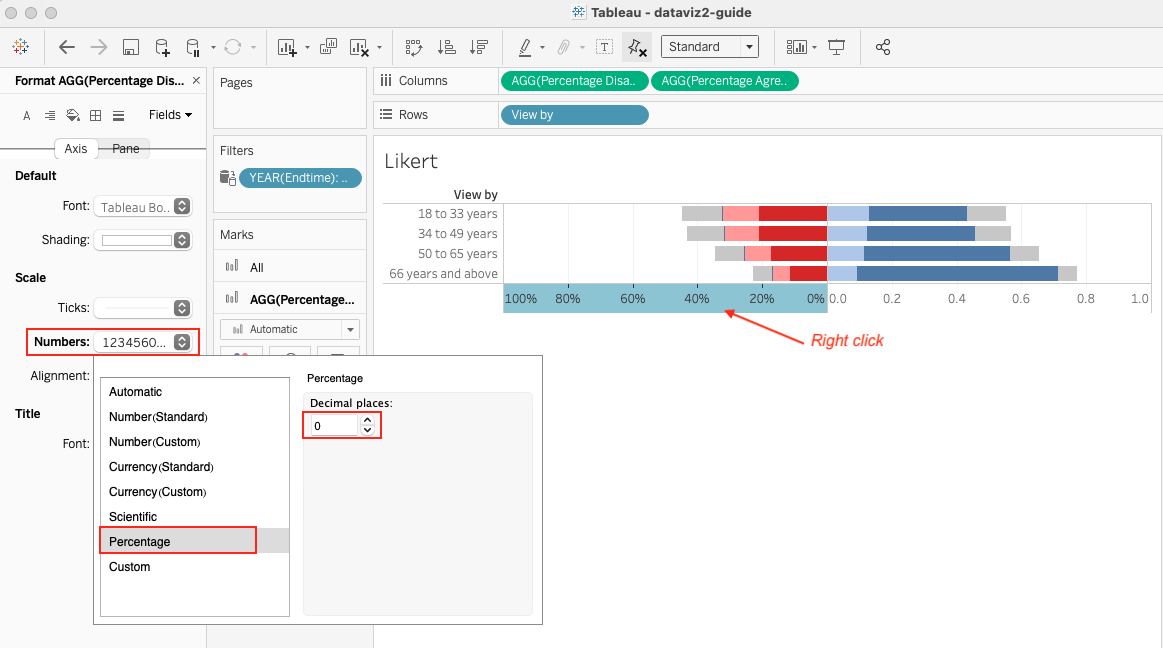 Tableau - dataviz2-guide
Standard
Format AGG(Percentage Dis... ×
Fields
Axis Pane
Default
Font: Tableau Bo..
Shading:
Scale
Ticks:
Numbers: 1234560...
Alignment:
Title
Font:
Pages
Filters
YEAR(Endtime): ..
Marks
All
AGG(Percentage...
Automatic
Columns AGG(Percentage Disa.. AGG(Percentage Agre..
Rows View by
Likert
View by
18 to 33 years
34 to 49 years
50 to 65 years
66 years and above
100% 80% 60% 40% 20% 0% 0.0 0.2 0.4 0.6 0.8 1.0
Right click
Automatic
Number(Standard)
Number(Custom)
Currency(Standard)
Currency(Custom)
Scientific
Percentage
Custom
Percentage
Decimal places:
0